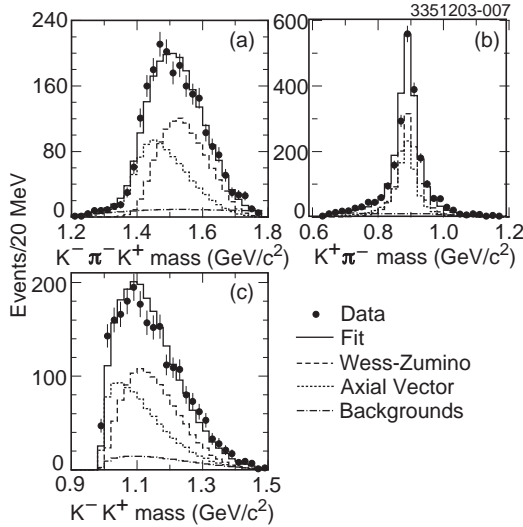 3351203-007
Events/20 MeV
240
160
80
0
(a)
1.2 1.4 1.6 1.8
K⁻ π⁻ K⁺ mass (GeV/c²)
600
400
200
0
(b)
0.6 0.8 1.0 1.2
K⁺π⁻ mass (GeV/c²)
200
100
0
(c)
0.9 1.1 1.3 1.5
K⁻ K⁺ mass (GeV/c²)
Data
Fit
Wess-Zumino
Axial Vector
Backgrounds